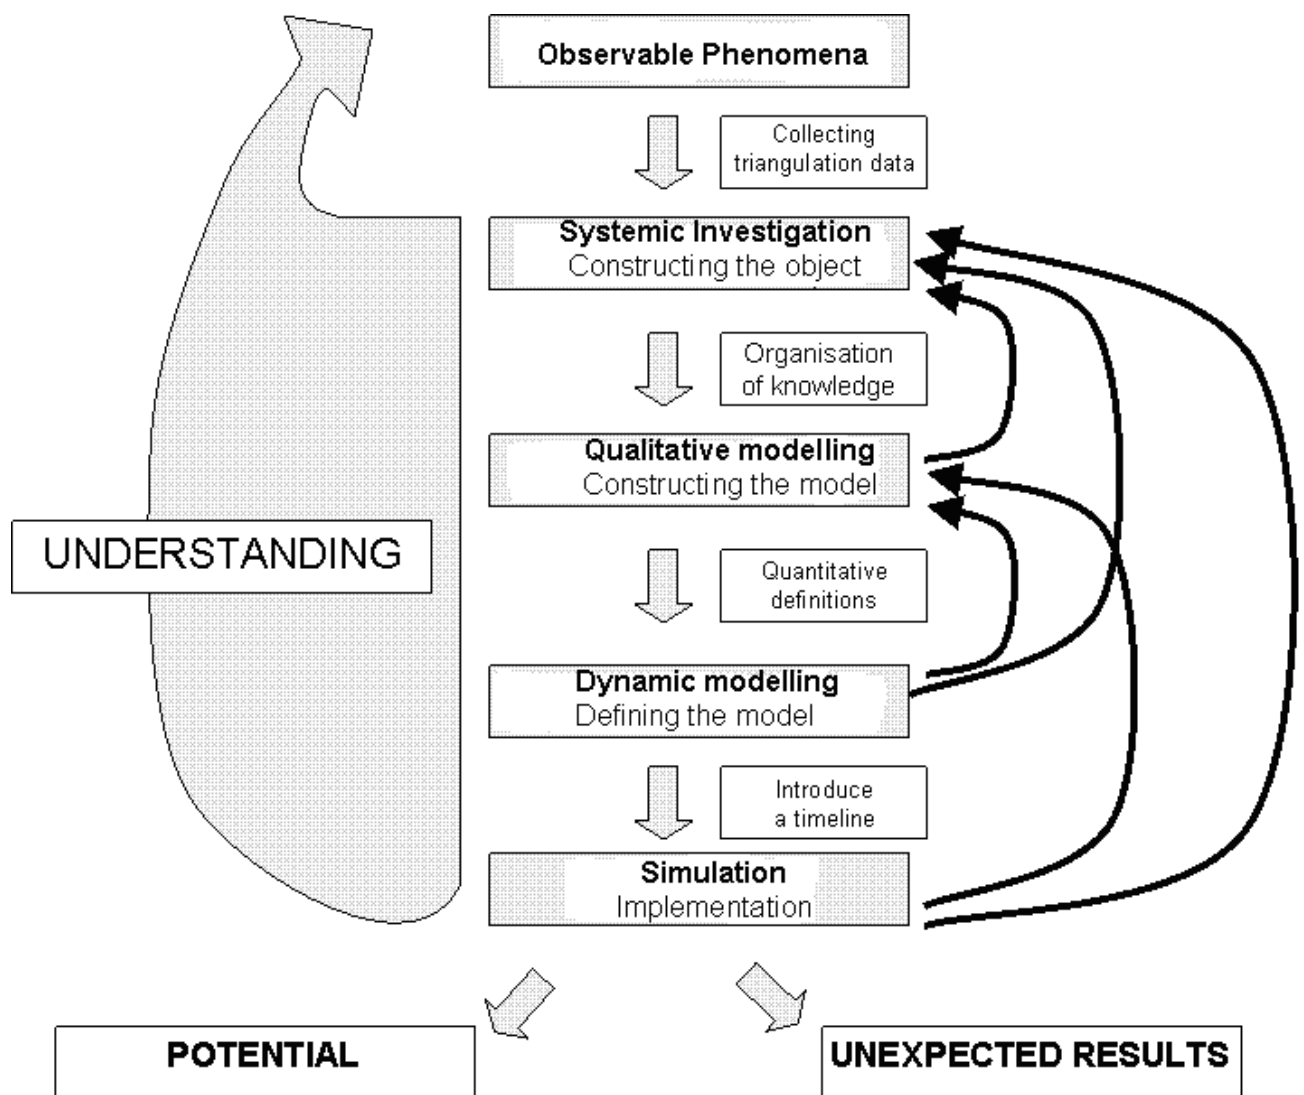 Observable Phenomena
Collecting
triangulation data
Systemic Investigation
Constructing the object
Organisation
of knowledge
Qualitative modelling
Constructing the model
UNDERSTANDING
Quantitative
definitions
Dynamic modelling
Defining the model
Introduce
a timeline
Simulation
Implementation
POTENTIAL
UNEXPECTED RESULTS